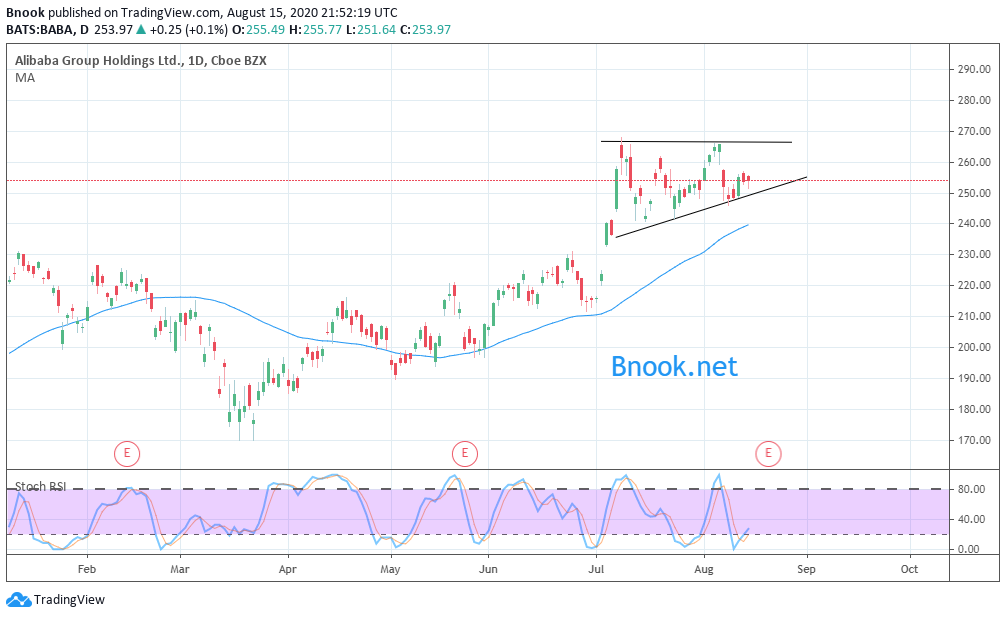 Bnook published on TradingView.com, August 15, 2020 21:52:19 UTC
BATS:BABA, D 253.97 ▲ +0.25 (+0.1%) O:255.49 H:255.77 L:251.64 C:253.97
Alibaba Group Holdings Ltd., 1D, Cboe BZX
MA
290.00
280.00
270.00
260.00
250.00
240.00
230.00
220.00
210.00
200.00
190.00
180.00
170.00
Bnook.net
E E E
Stoch RSI
80.00
40.00
0.00
Feb Mar Apr May Jun Jul Aug Sep Oct
TradingView